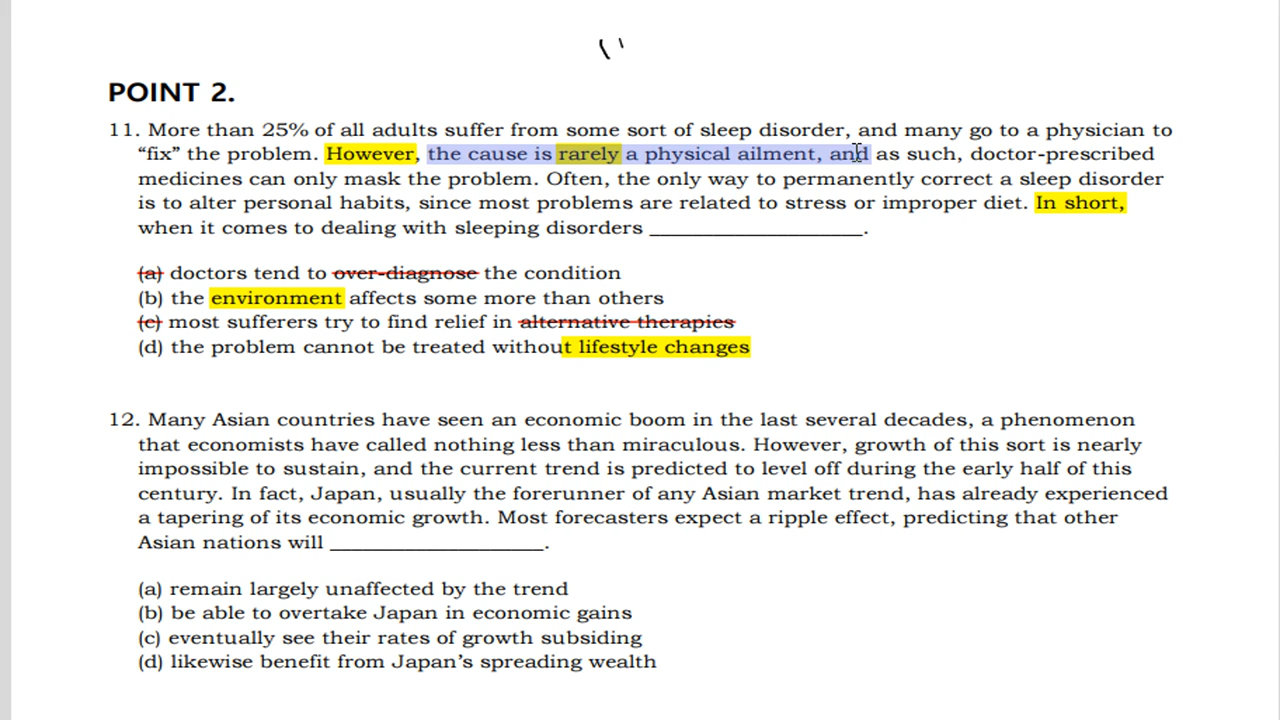 POINT 2.
11. More than 25% of all adults suffer from some sort of sleep disorder, and many go to a physician to
“fix” the problem. However, the cause is rarely a physical ailment, and as such, doctor-prescribed
medicines can only mask the problem. Often, the only way to permanently correct a sleep disorder
is to alter personal habits, since most problems are related to stress or improper diet. In short,
when it comes to dealing with sleeping disorders ____________________.
(a) doctors tend to over-diagnose the condition
(b) the environment affects some more than others
(c) most sufferers try to find relief in alternative therapies
(d) the problem cannot be treated without lifestyle changes
12. Many Asian countries have seen an economic boom in the last several decades, a phenomenon
that economists have called nothing less than miraculous. However, growth of this sort is nearly
impossible to sustain, and the current trend is predicted to level off during the early half of this
century. In fact, Japan, usually the forerunner of any Asian market trend, has already experienced
a tapering of its economic growth. Most forecasters expect a ripple effect, predicting that other
Asian nations will ____________________.
(a) remain largely unaffected by the trend
(b) be able to overtake Japan in economic gains
(c) eventually see their rates of growth subsiding
(d) likewise benefit from Japan’s spreading wealth